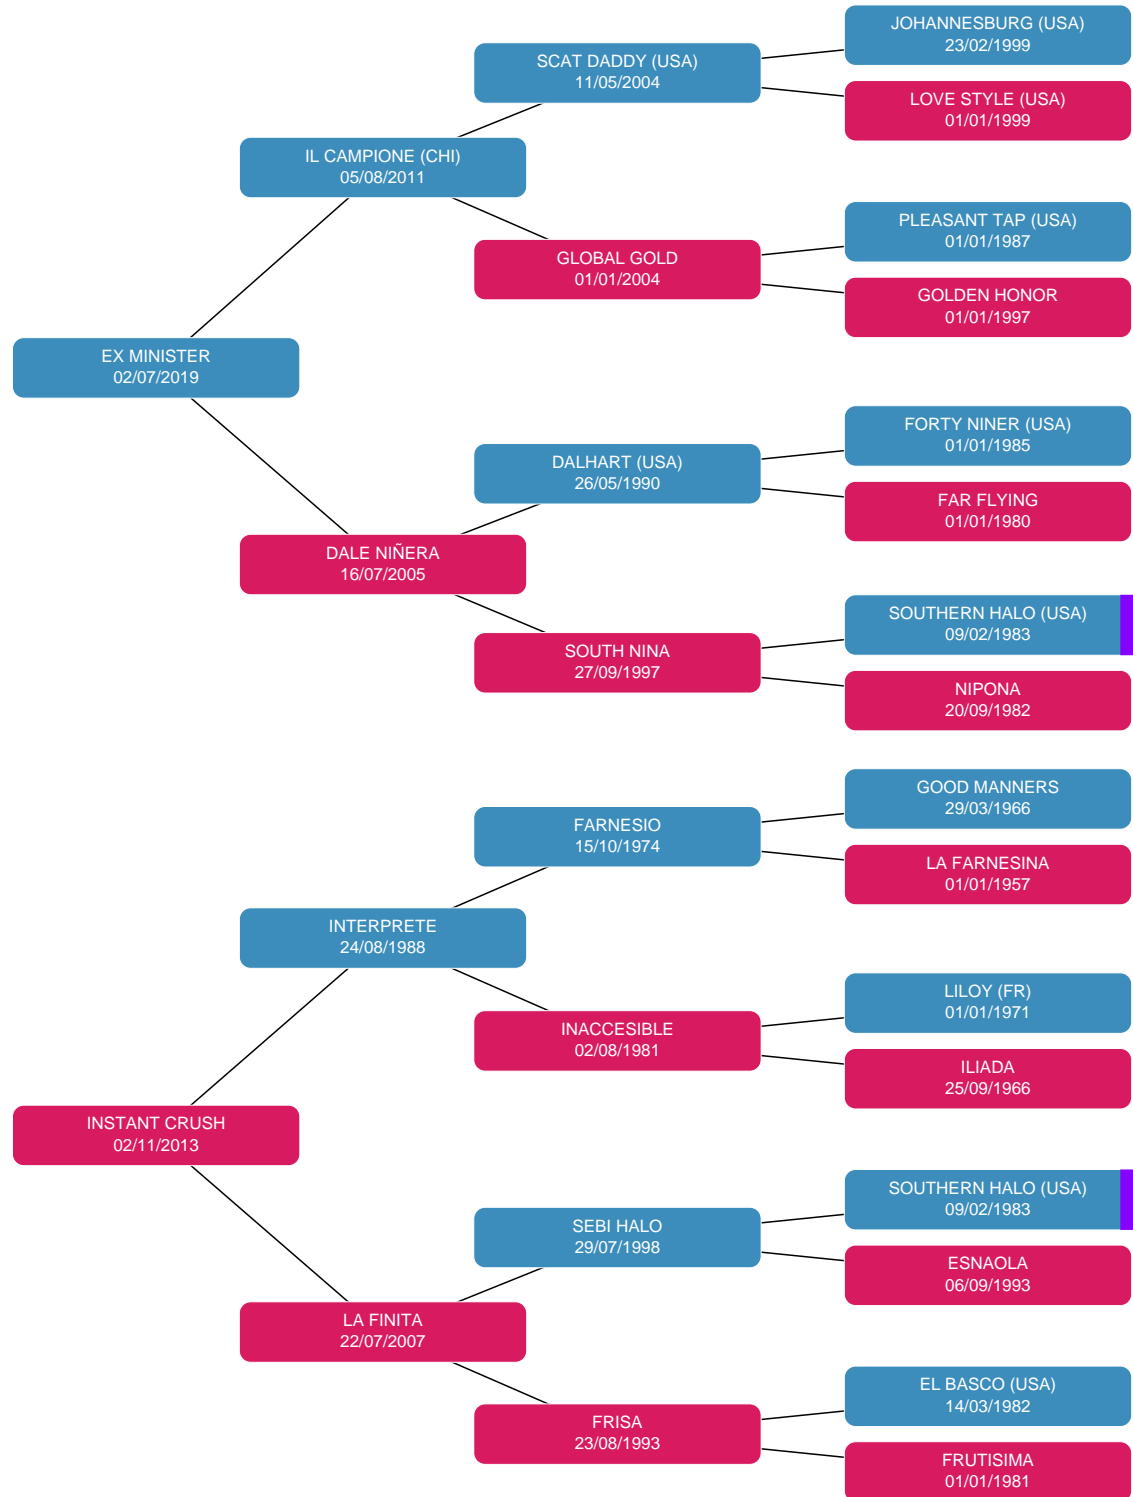 JOHANNESBURG (USA)
23/02/1999
SCAT DADDY (USA)
11/05/2004
LOVE STYLE (USA)
01/01/1999
IL CAMPIONE (CHI)
05/08/2011
PLEASANT TAP (USA)
01/01/1987
GLOBAL GOLD
01/01/2004
GOLDEN HONOR
01/01/1997
EX MINISTER
02/07/2019
FORTY NINER (USA)
01/01/1985
DALHART (USA)
26/05/1990
FAR FLYING
01/01/1980
DALE NIÑERA
16/07/2005
SOUTHERN HALO (USA)
09/02/1983
SOUTH NINA
27/09/1997
NIPONA
20/09/1982
GOOD MANNERS
29/03/1966
FARNESIO
15/10/1974
LA FARNESINA
01/01/1957
INTERPRETE
24/08/1988
LILOY (FR)
01/01/1971
INACCESIBLE
02/08/1981
ILIADA
25/09/1966
INSTANT CRUSH
02/11/2013
SOUTHERN HALO (USA)
09/02/1983
SEBI HALO
29/07/1998
ESNAOLA
06/09/1993
LA FINITA
22/07/2007
EL BASCO (USA)
14/03/1982
FRISA
23/08/1993
FRUTISIMA
01/01/1981